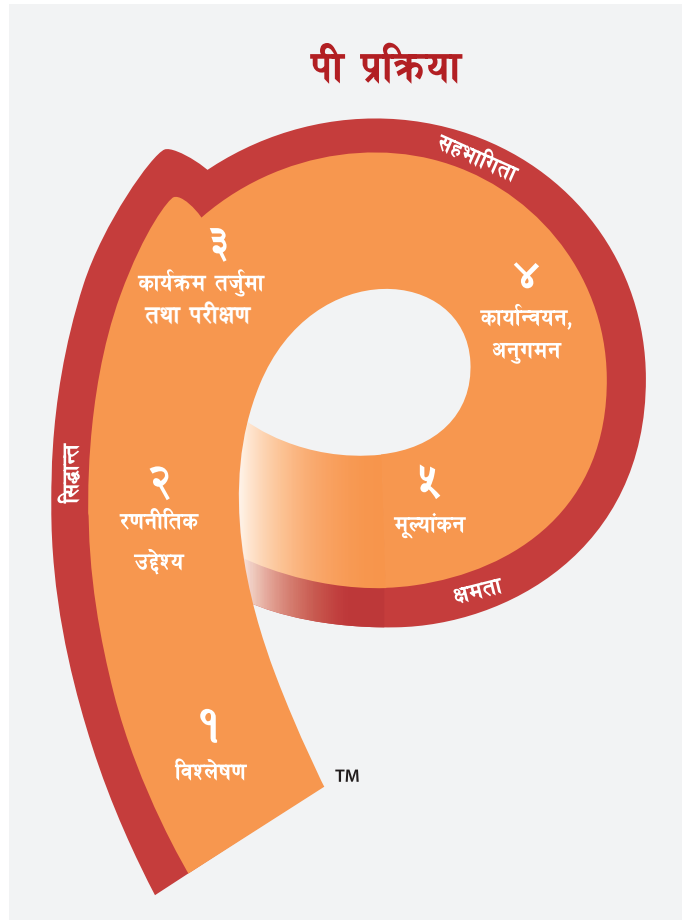 पी प्रक्रिया
सहभागिता
३
कार्यक्रम तर्जुमा
तथा परीक्षण
४
कार्यान्वयन,
अनुगमन
सिद्धान्त
२
रणनीतिक
उद्देश्य
५
मूल्यांकन
क्षमता
१
विश्लेषण
TM